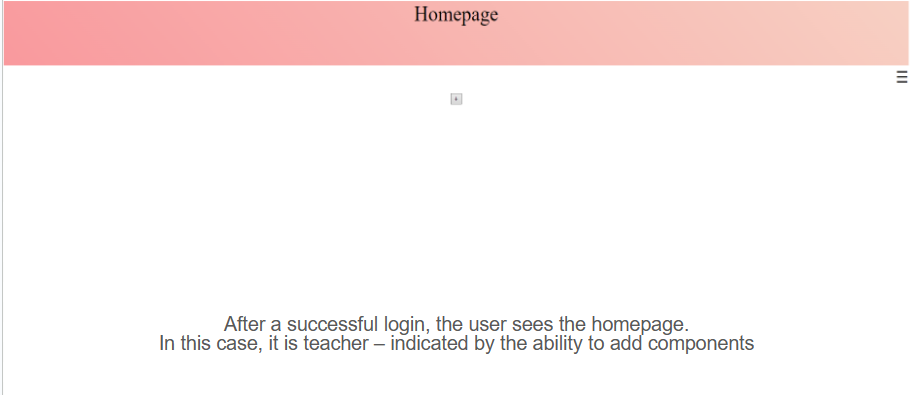 Homepage
After a successful login, the user sees the homepage.
In this case, it is teacher – indicated by the ability to add components